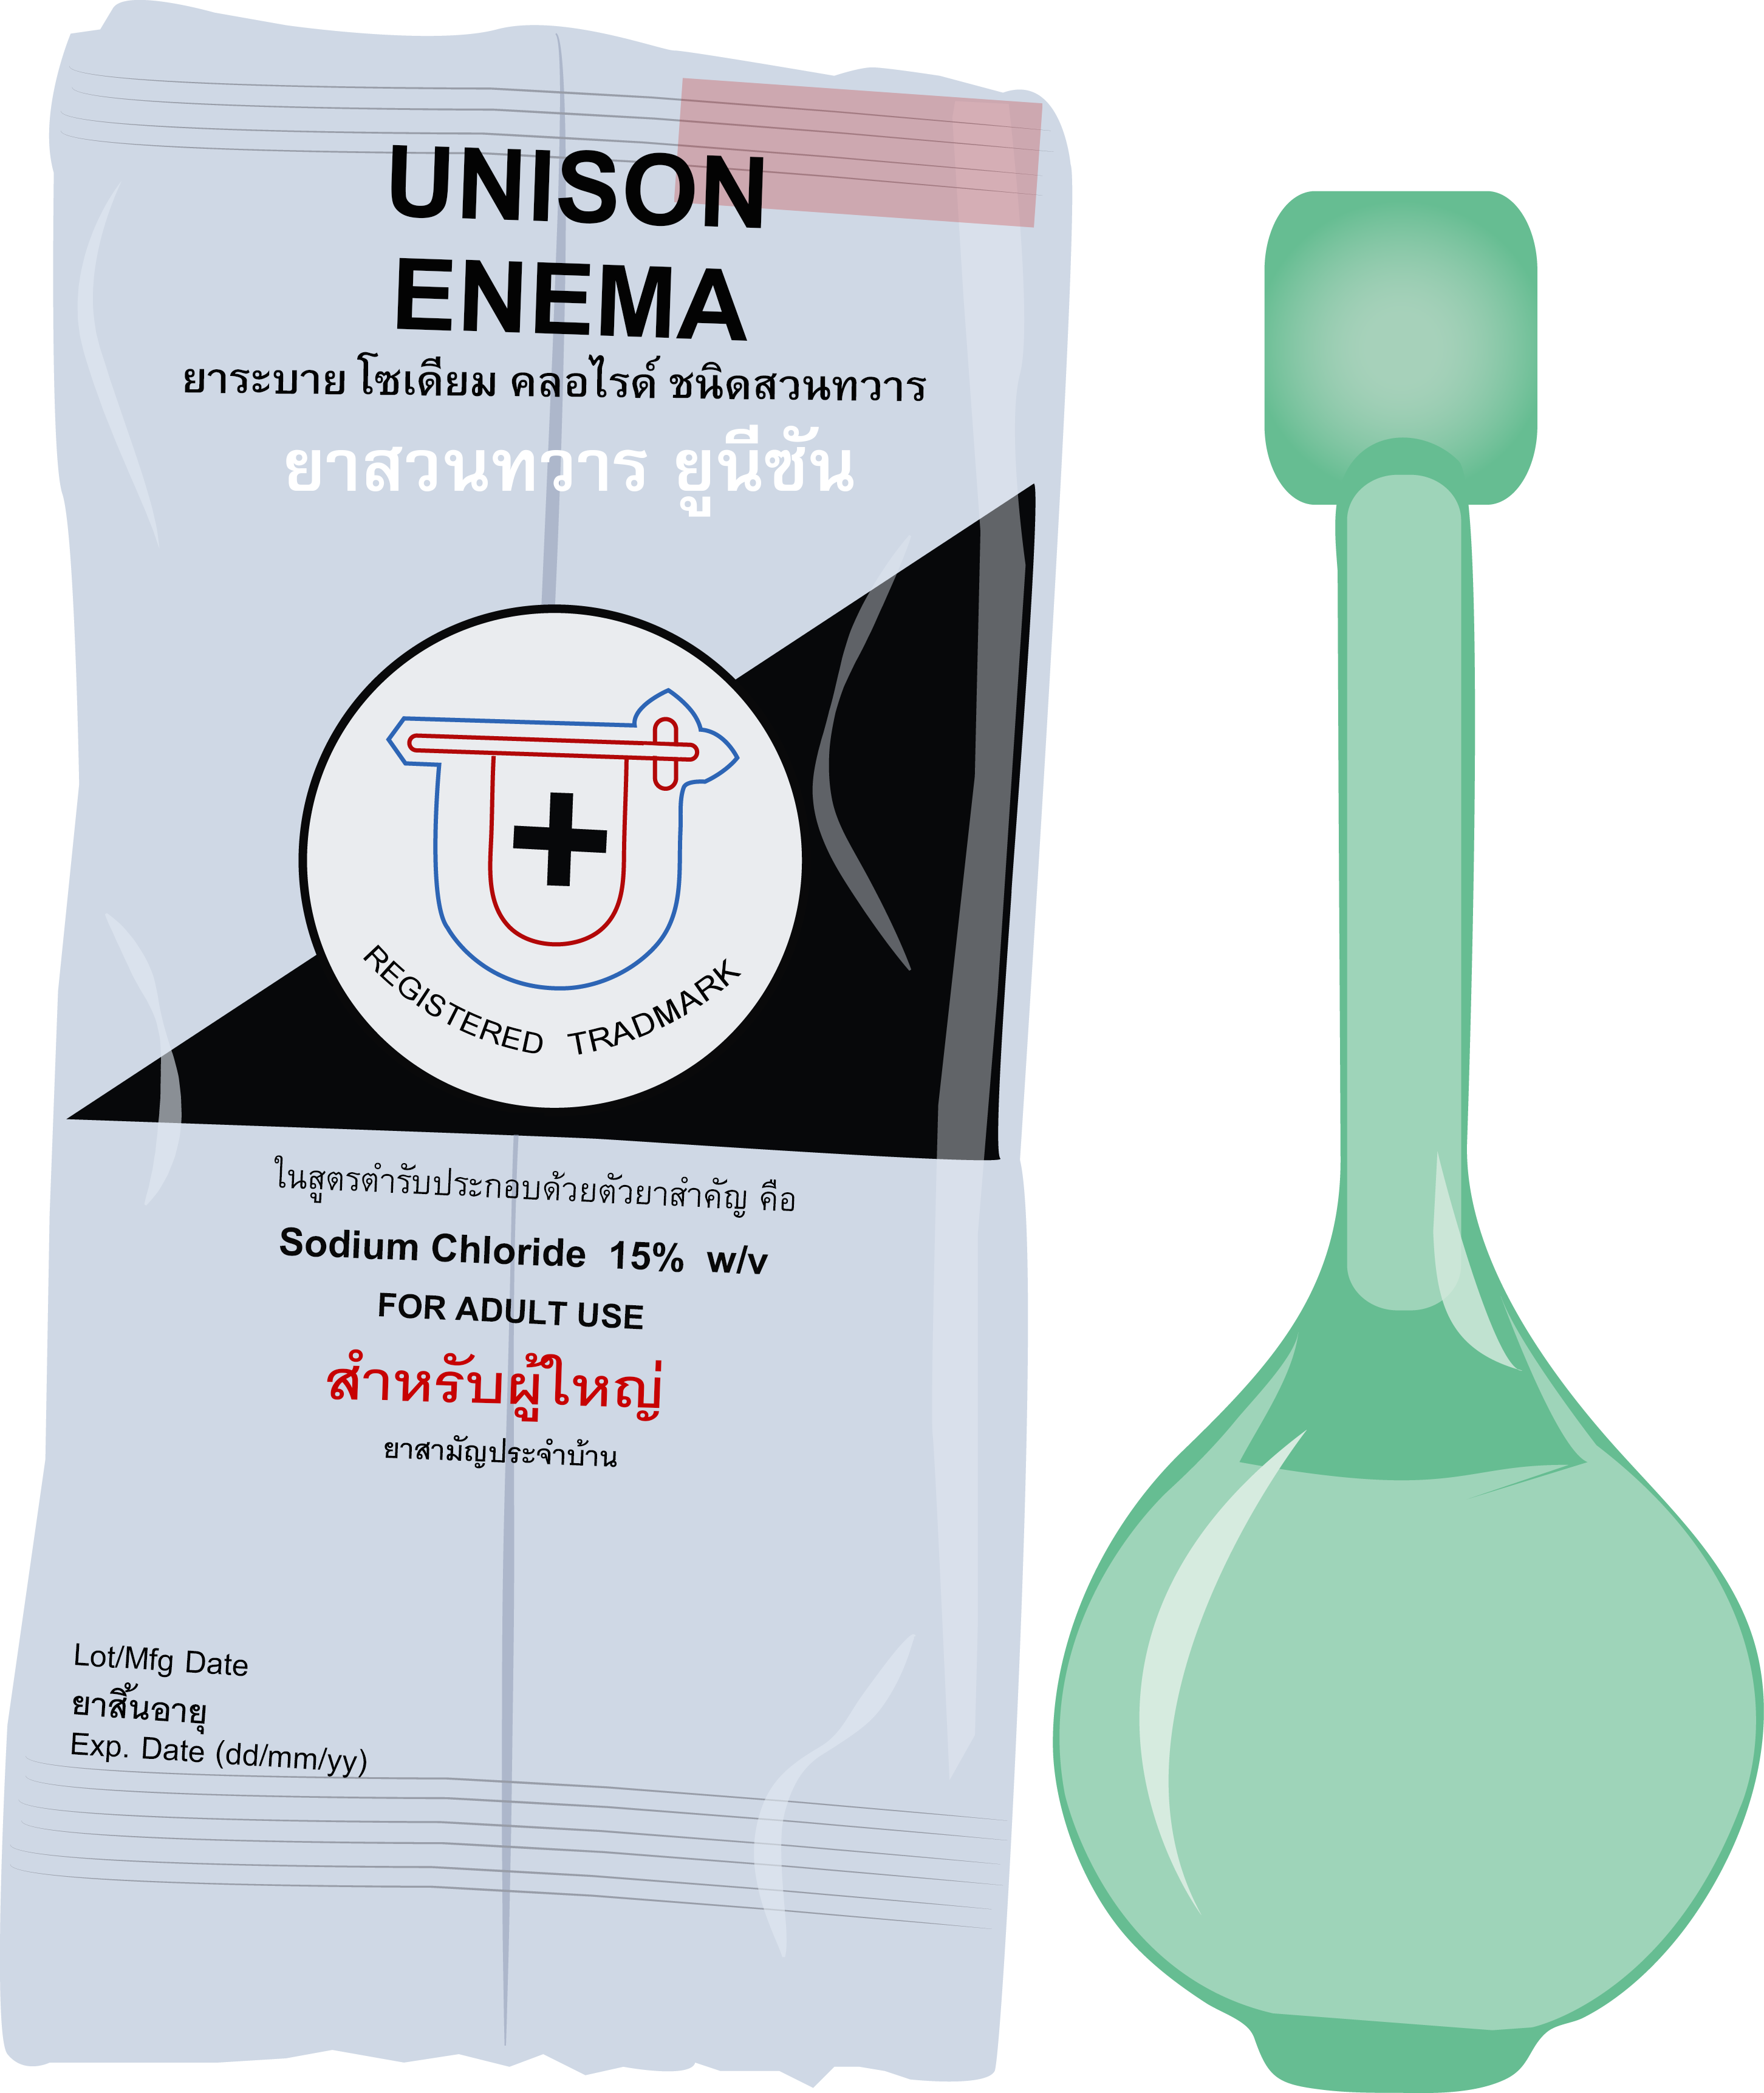 UNISON
ENEMA
ยาระบาย โซเดียม คลอไรด์ ชนิดสวนทวาร
ยาสวนทวาร ยูนีซัน
REGISTERED TRADMARK
ในสูตรตำรับประกอบด้วยตัวยาสำคัญ คือ
Sodium Chloride 15% w/v
FOR ADULT USE
สำหรับผู้ใหญ่
ยาสามัญประจำบ้าน
Lot/Mfg Date
ยาสิ้นอายุ
Exp. Date (dd/mm/yy)